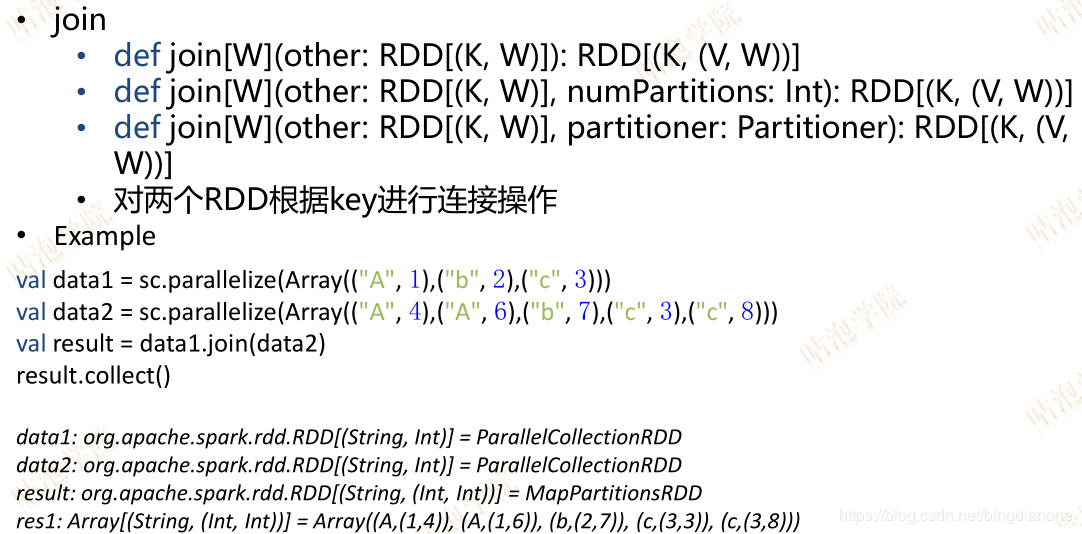 • join
• def join[W](other: RDD[(K, W)]): RDD[(K, (V, W))]
• def join[W](other: RDD[(K, W)], numPartitions: Int): RDD[(K, (V, W))]
• def join[W](other: RDD[(K, W)], partitioner: Partitioner): RDD[(K, (V,
W))]
• 对两个RDD根据key进行连接操作
• Example
val data1 = sc.parallelize(Array(("A", 1),("b", 2),("c", 3)))
val data2 = sc.parallelize(Array(("A", 4),("A", 6),("b", 7),("c", 3),("c", 8)))
val result = data1.join(data2)
result.collect()
data1: org.apache.spark.rdd.RDD[(String, Int)] = ParallelCollectionRDD
data2: org.apache.spark.rdd.RDD[(String, Int)] = ParallelCollectionRDD
result: org.apache.spark.rdd.RDD[(String, (Int, Int))] = MapPartitionsRDD
res1: Array[(String, (Int, Int))] = Array((A,(1,4)), (A,(1,6)), (b,(2,7)), (c,(3,3)), (c,(3,8)))
咕泡学院
https://blog.csdn.net/bingdianone